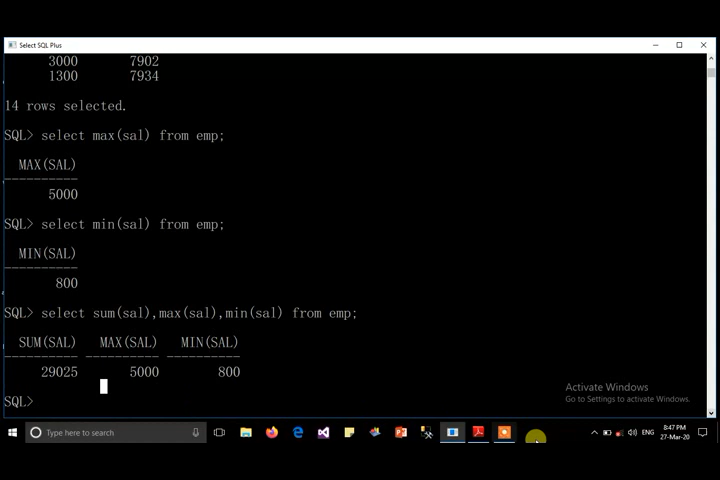 Select SQL Plus
3000 7902
1300 7934
14 rows selected.
SQL> select max(sal) from emp;
MAX(SAL)
----------
5000
SQL> select min(sal) from emp;
MIN(SAL)
----------
800
SQL> select sum(sal),max(sal),min(sal) from emp;
SUM(SAL) MAX(SAL) MIN(SAL)
---------- ---------- ----------
29025 5000 800
SQL>
Activate Windows
Go to Settings to activate Windows.
Type here to search
ENG
8:47 PM
27-Mar-20